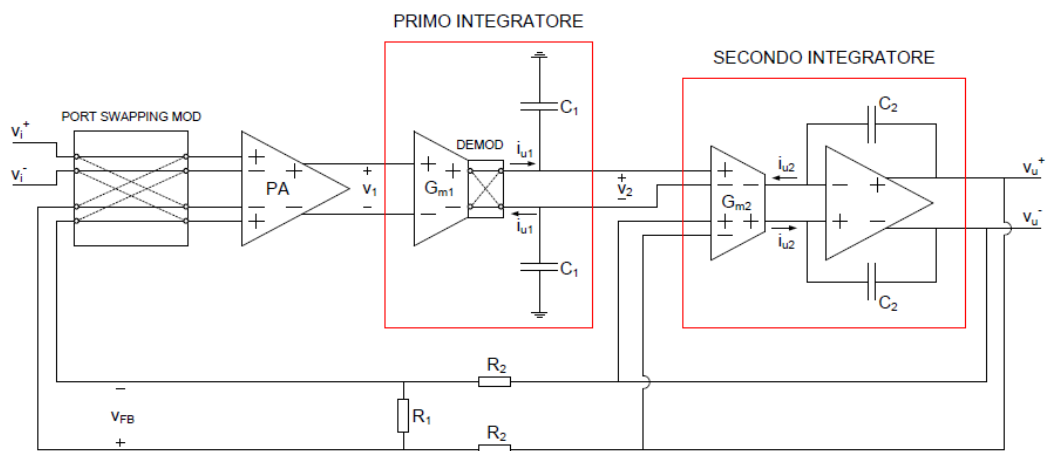 PRIMO INTEGRATORE
SECONDO INTEGRATORE
PORT SWAPPING MOD
DEMOD
C₁
C₂
vᵢ⁺
vᵢ⁻
+ − − +
PA
+ −
+ v₁ −
+ −
Gₘ₁
+ −
iᵤ₁
iᵤ₁
+ v₂ −
C₁
+ − + −
Gₘ₂
− +
iᵤ₂
iᵤ₂
− +
+ −
C₂
vᵤ⁺
vᵤ⁻
R₂
− v_FB +
R₁
R₂